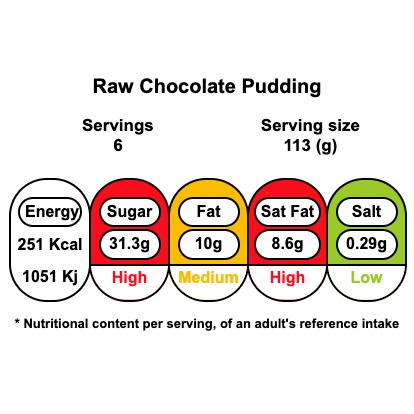 Raw Chocolate Pudding
Servings
6
Serving size
113 (g)
Energy
251 Kcal
1051 Kj
Sugar
31.3g
High
Fat
10g
Medium
Sat Fat
8.6g
High
Salt
0.29g
Low
* Nutritional content per serving, of an adult's reference intake